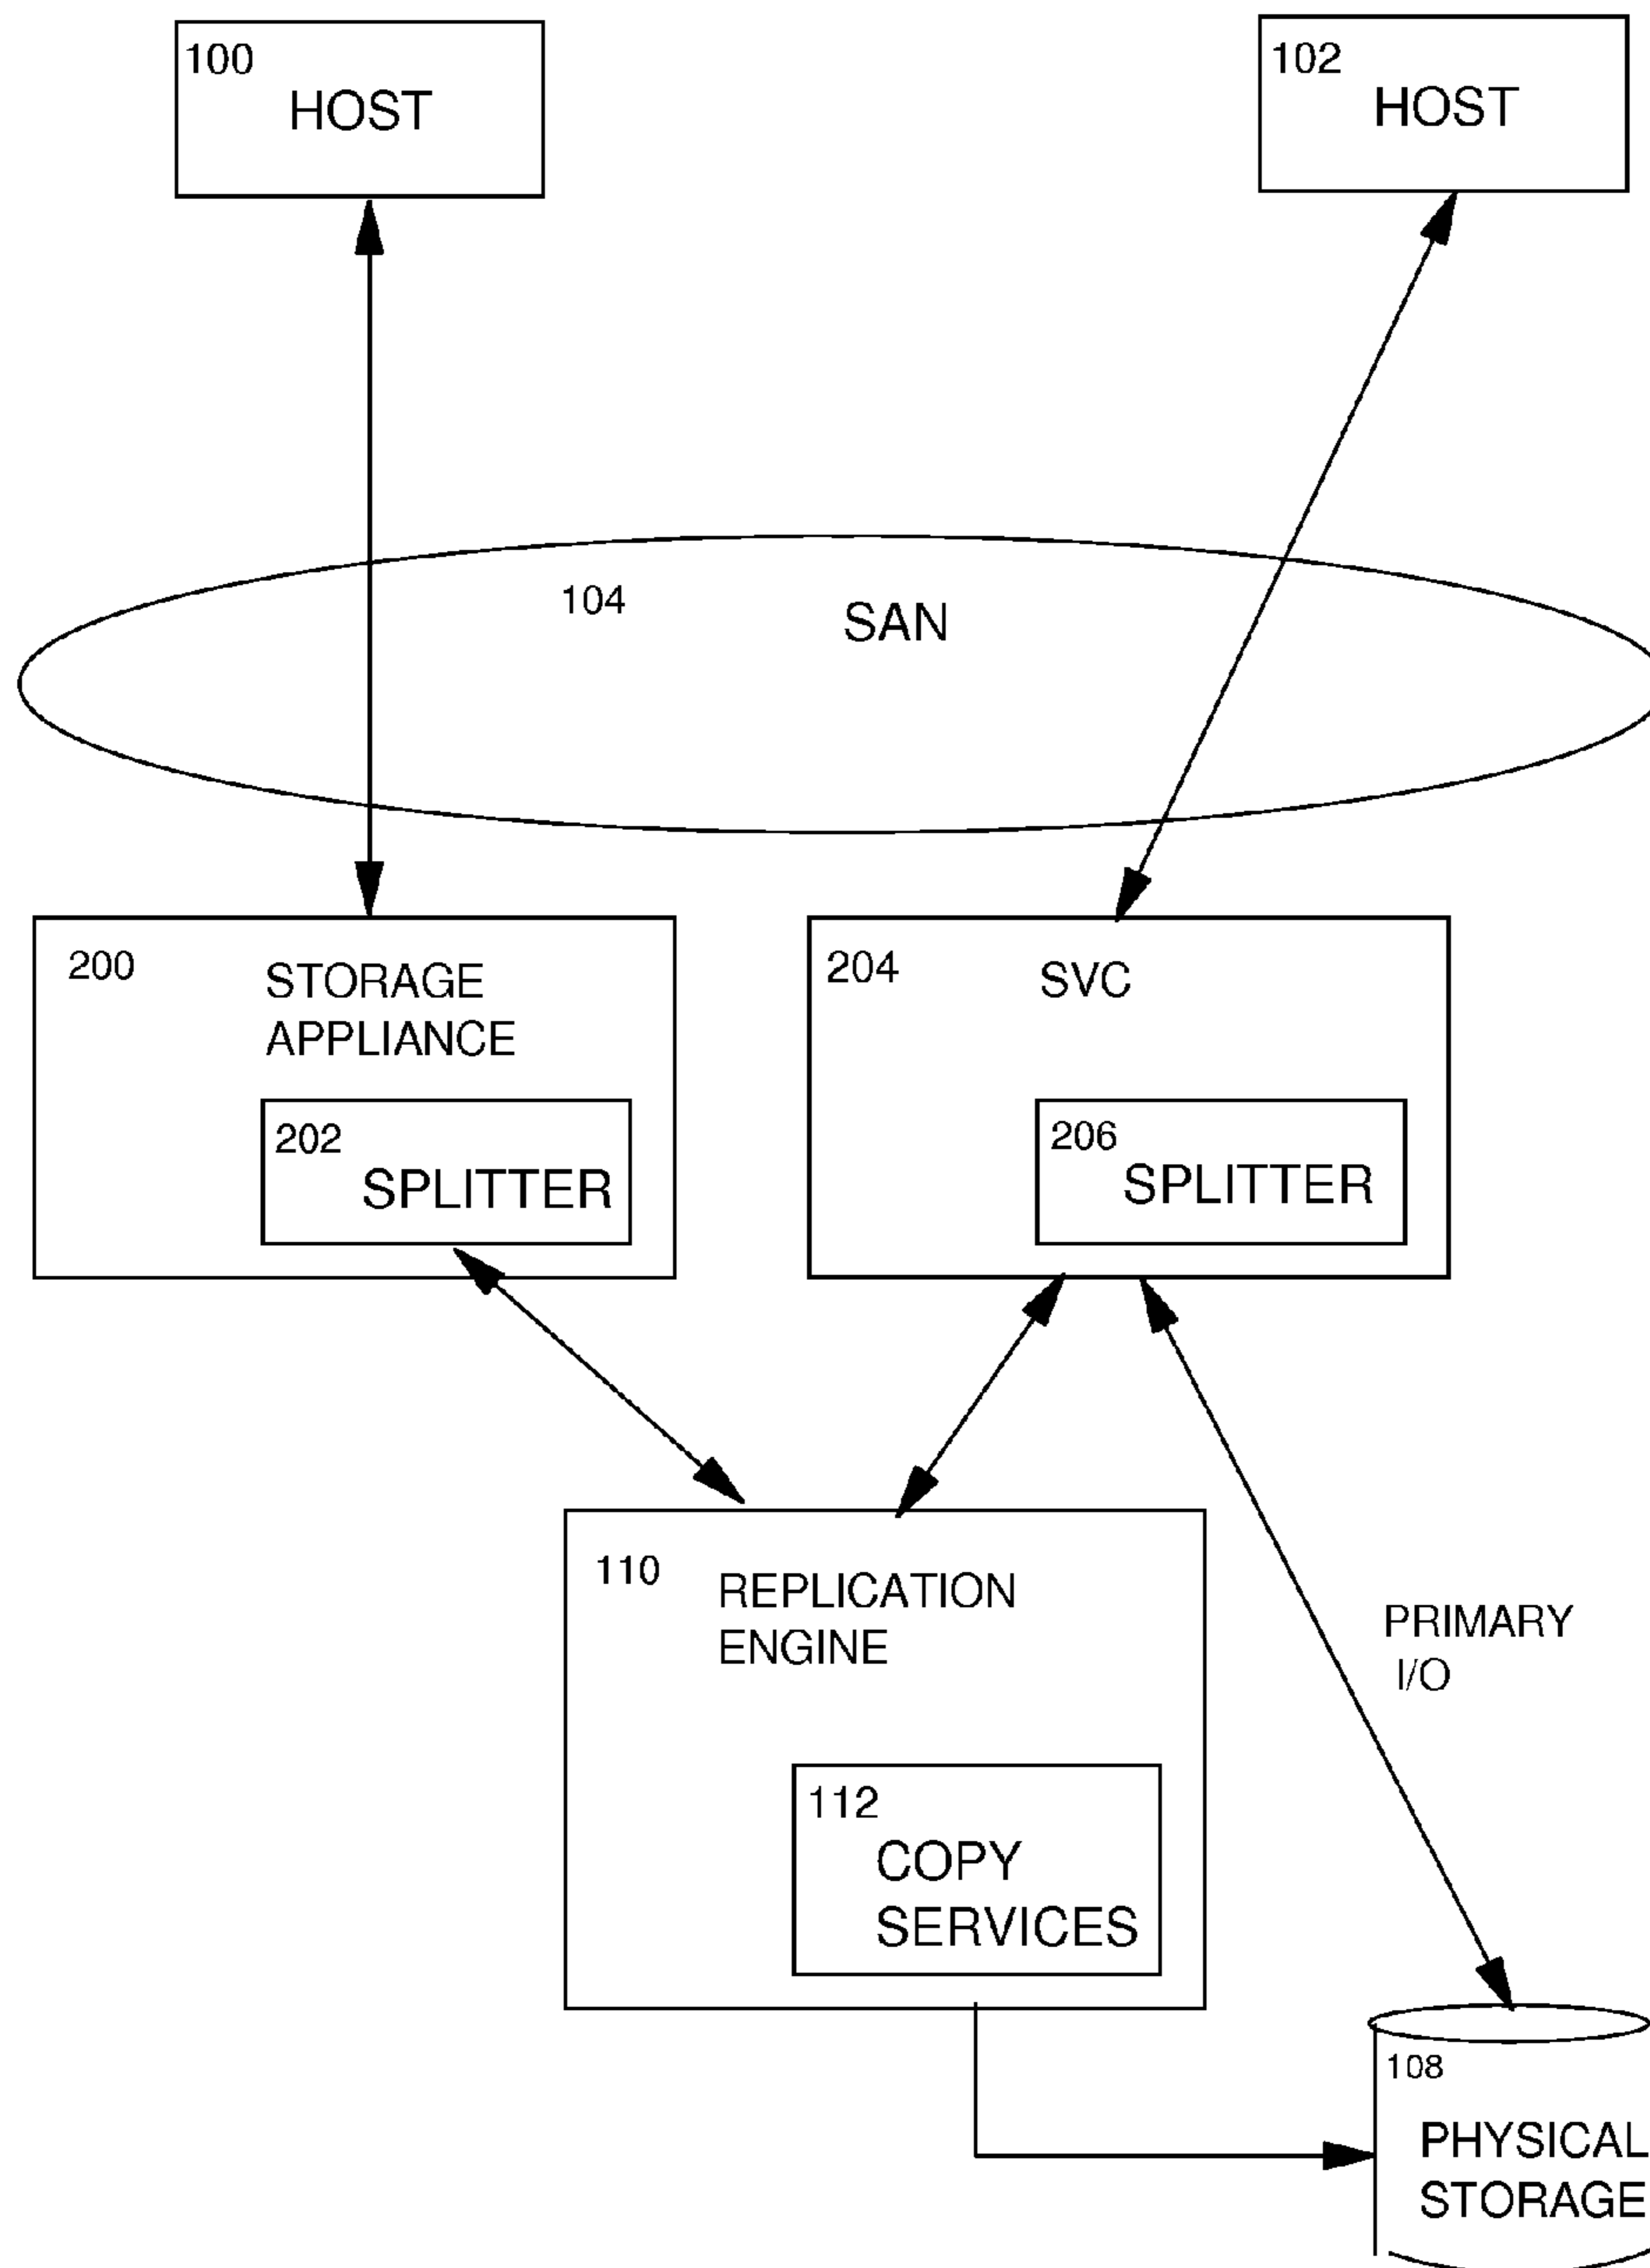 100
HOST
102
HOST
104
SAN
200
STORAGE
APPLIANCE
202
SPLITTER
204
SVC
206
SPLITTER
110
REPLICATION
ENGINE
112
COPY
SERVICES
PRIMARY
I/O
108
PHYSICAL
STORAGE